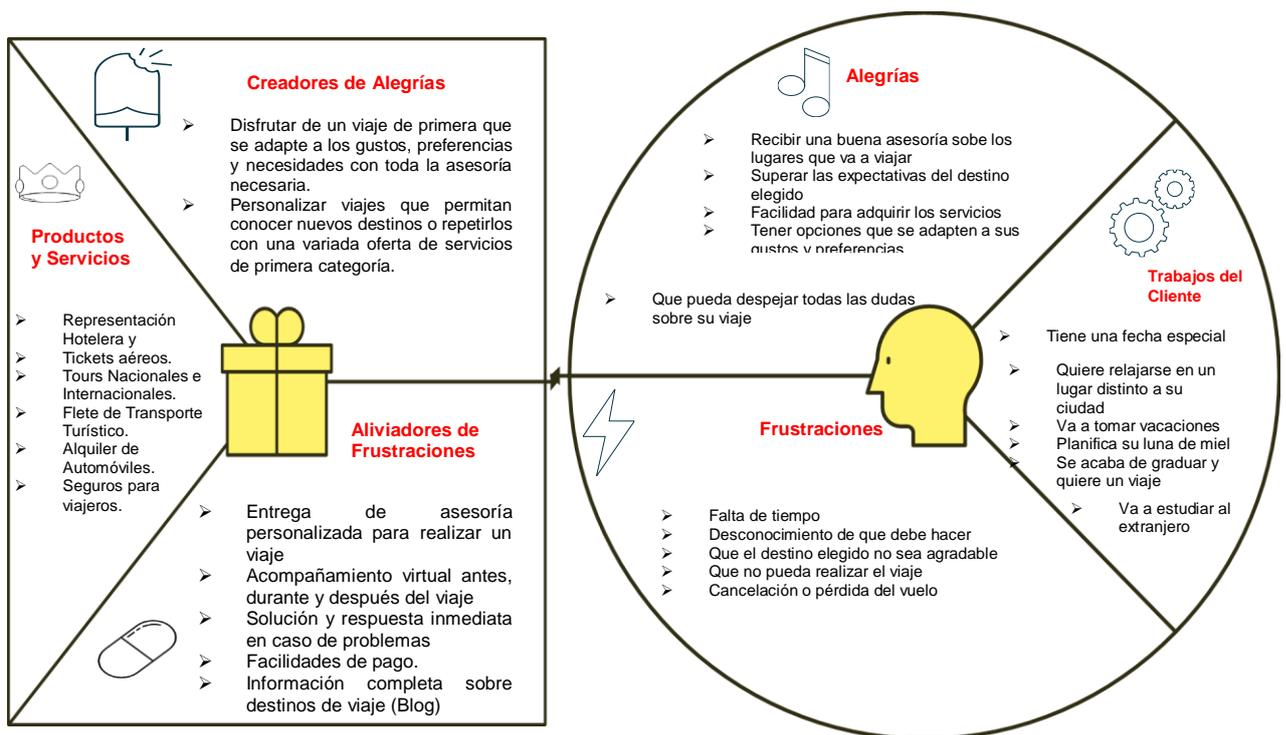 Creadores de Alegrías
➢ Disfrutar de un viaje de primera que
se adapte a los gustos, preferencias
y necesidades con toda la asesoría
necesaria.
➢ Personalizar viajes que permitan
conocer nuevos destinos o repetirlos
con una variada oferta de servicios
de primera categoría.
Productos
y Servicios
➢ Representación
Hotelera y
➢ Tickets aéreos.
➢ Tours Nacionales e
Internacionales.
➢ Flete de Transporte
Turístico.
➢ Alquiler de
Automóviles.
➢ Seguros para
viajeros.
Aliviadores de
Frustraciones
➢ Entrega de asesoría
personalizada para realizar un
viaje
➢ Acompañamiento virtual antes,
durante y después del viaje
➢ Solución y respuesta inmediata
en caso de problemas
➢ Facilidades de pago.
➢ Información completa sobre
destinos de viaje (Blog)
Alegrías
➢ Recibir una buena asesoría sobe los
lugares que va a viajar
➢ Superar las expectativas del destino
elegido
➢ Facilidad para adquirir los servicios
➢ Tener opciones que se adapten a sus
gustos y preferencias
➢ Que pueda despejar todas las dudas
sobre su viaje
Frustraciones
➢ Falta de tiempo
➢ Desconocimiento de que debe hacer
➢ Que el destino elegido no sea agradable
➢ Que no pueda realizar el viaje
➢ Cancelación o pérdida del vuelo
Trabajos del
Cliente
➢ Tiene una fecha especial
➢ Quiere relajarse en un
lugar distinto a su
ciudad
➢ Va a tomar vacaciones
➢ Planifica su luna de miel
➢ Se acaba de graduar y
quiere un viaje
➢ Va a estudiar al
extranjero